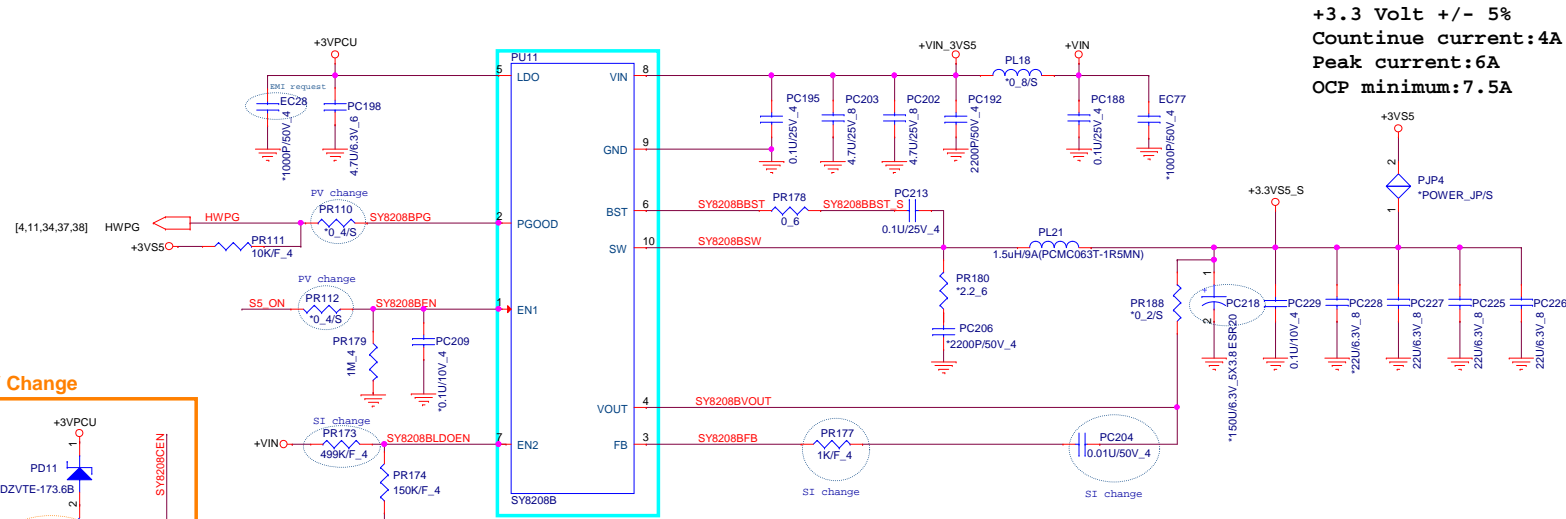 +3.3 Volt +/- 5%
Countinue current:4A
Peak current:6A
OCP minimum:7.5A
+3VPCU
PU11
+VIN_3VS5
+VIN
PL18
*0_8/S
5
LDO
VIN
8
EMI request
EC28
*1000P/50V_4
PC198
4.7U/6.3V_6
PC195
0.1U/25V_4
PC203
4.7U/25V_8
PC202
4.7U/25V_8
PC192
2200P/50V_4
PC188
0.1U/25V_4
EC77
*1000P/50V_4
+3VS5
2
PJP4
*POWER_JP/S
1
GND
9
PV change
PR110
*0_4/S
[4,11,34,37,38]
HWPG
HWPG
SY8208BPG
2
PGOOD
+3VS5
PR111
10K/F_4
BST
6
SY8208BBST
PR178
0_6
SY8208BBST_S
PC213
0.1U/25V_4
+3.3VS5_S
SW
10
SY8208BSW
PL21
1.5uH/9A(PCMC063T-1R5MN)
PV change
S5_ON
PR112
*0_4/S
SY8208BEN
1
EN1
PR179
1M_4
PC209
*0.1U/10V_4
PR180
*2.2_6
PC206
*2200P/50V_4
PR188
*0_2/S
+
1
2
PC218
*150U/6.3V_5X3.8ESR20
PC229
0.1U/10V_4
PC228
*22U/6.3V_8
PC227
22U/6.3V_8
PC225
22U/6.3V_8
PC226
22U/6.3V_8
Change
+3VPCU
1
PD11
DZVTE-173.6B
2
SY8208CEN
SI change
+VIN
PR173
499K/F_4
SY8208BLDOEN
7
EN2
PR174
150K/F_4
VOUT
4
SY8208BVOUT
FB
3
SY8208BFB
PR177
1K/F_4
SI change
PC204
0.01U/50V_4
SI change
SY8208B